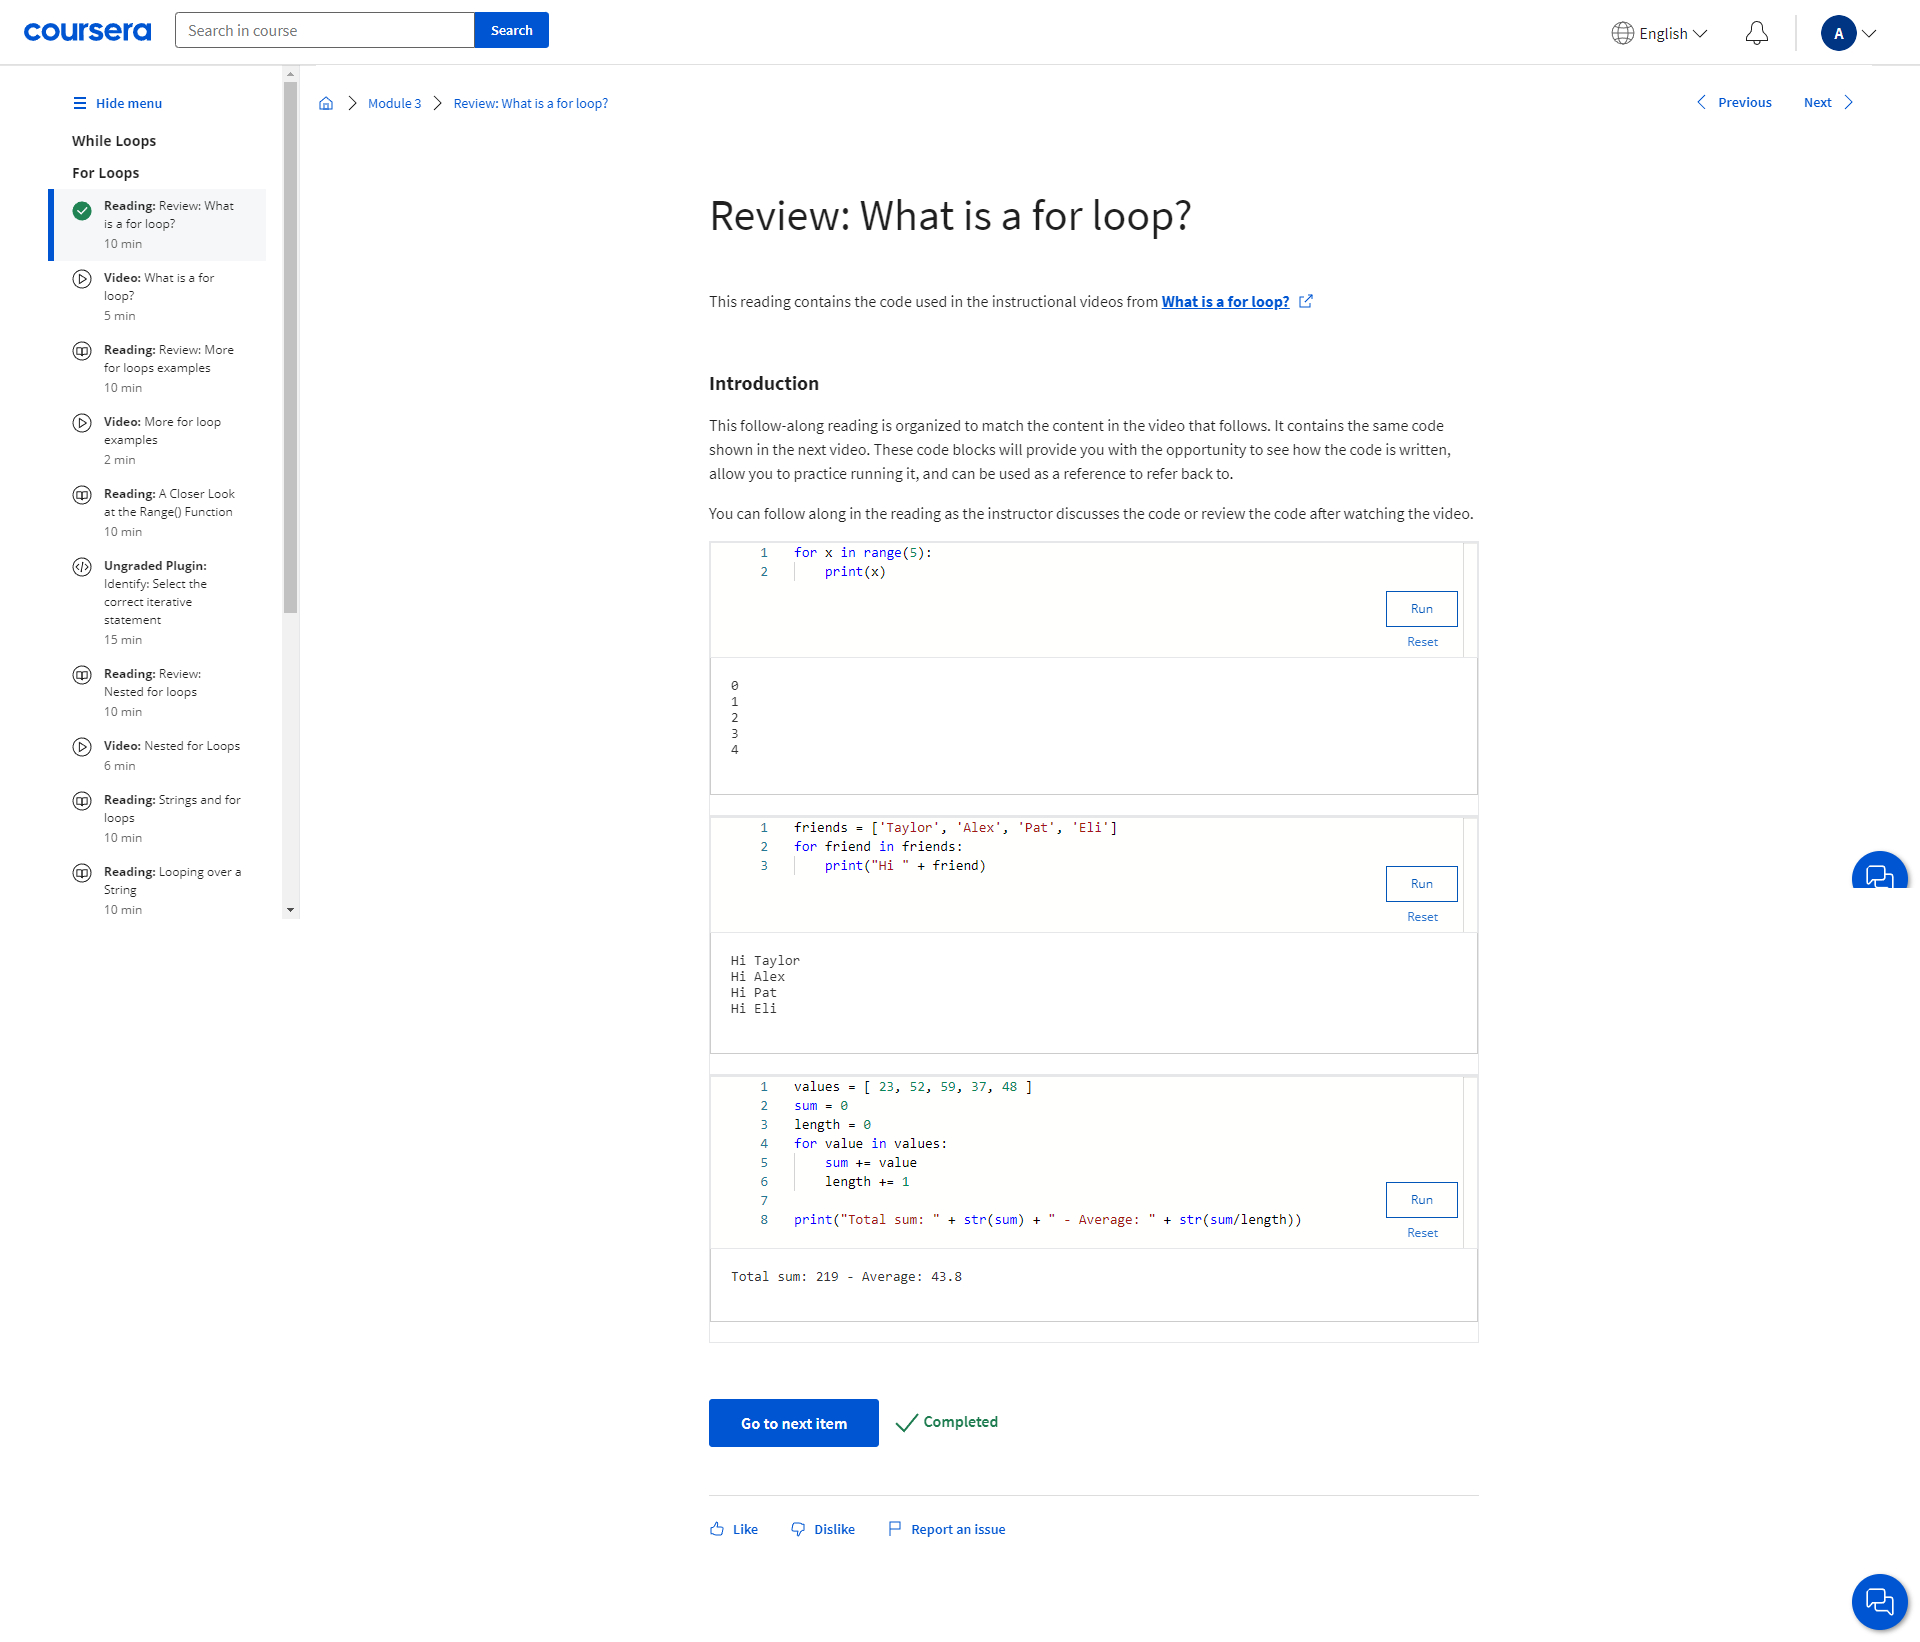 coursera
Search in course
Search
English
A
Hide menu
While Loops
For Loops
Reading: Review: What
is a for loop?
10 min
Video: What is a for
loop?
5 min
Reading: Review: More
for loops examples
10 min
Video: More for loop
examples
2 min
Reading: A Closer Look
at the Range() Function
10 min
Ungraded Plugin:
Identify: Select the
correct iterative
statement
15 min
Reading: Review:
Nested for loops
10 min
Video: Nested for Loops
6 min
Reading: Strings and for
loops
10 min
Reading: Looping over a
String
10 min
Module 3
Review: What is a for loop?
Previous
Next
Review: What is a for loop?
This reading contains the code used in the instructional videos from What is a for loop?
Introduction
This follow-along reading is organized to match the content in the video that follows. It contains the same code
shown in the next video. These code blocks will provide you with the opportunity to see how the code is written,
allow you to practice running it, and can be used as a reference to refer back to.
You can follow along in the reading as the instructor discusses the code or review the code after watching the video.
1 for x in range(5):
2     print(x)
Run
Reset
0
1
2
3
4
1 friends = ['Taylor', 'Alex', 'Pat', 'Eli']
2 for friend in friends:
3     print("Hi " + friend)
Run
Reset
Hi Taylor
Hi Alex
Hi Pat
Hi Eli
1 values = [ 23, 52, 59, 37, 48 ]
2 sum = 0
3 length = 0
4 for value in values:
5     sum += value
6     length += 1
7
8 print("Total sum: " + str(sum) + " - Average: " + str(sum/length))
Run
Reset
Total sum: 219 - Average: 43.8
Go to next item
Completed
Like
Dislike
Report an issue